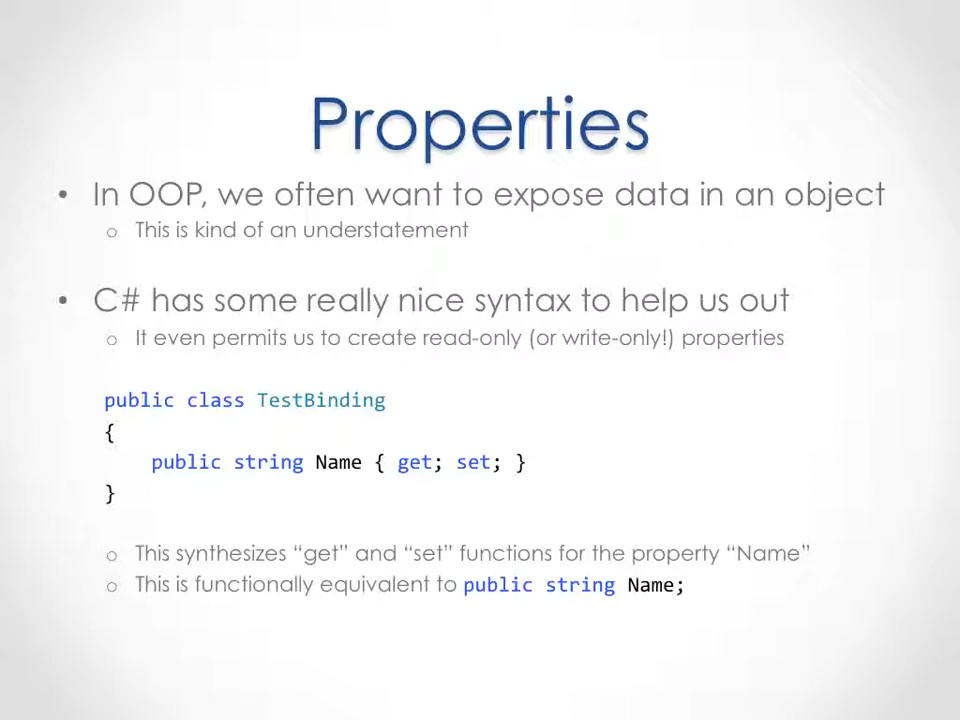 Properties
• In OOP, we often want to expose data in an object
o This is kind of an understatement
• C# has some really nice syntax to help us out
o It even permits us to create read-only (or write-only!) properties
public class TestBinding
{
    public string Name { get; set; }
}
o This synthesizes “get” and “set” functions for the property “Name”
o This is functionally equivalent to public string Name;